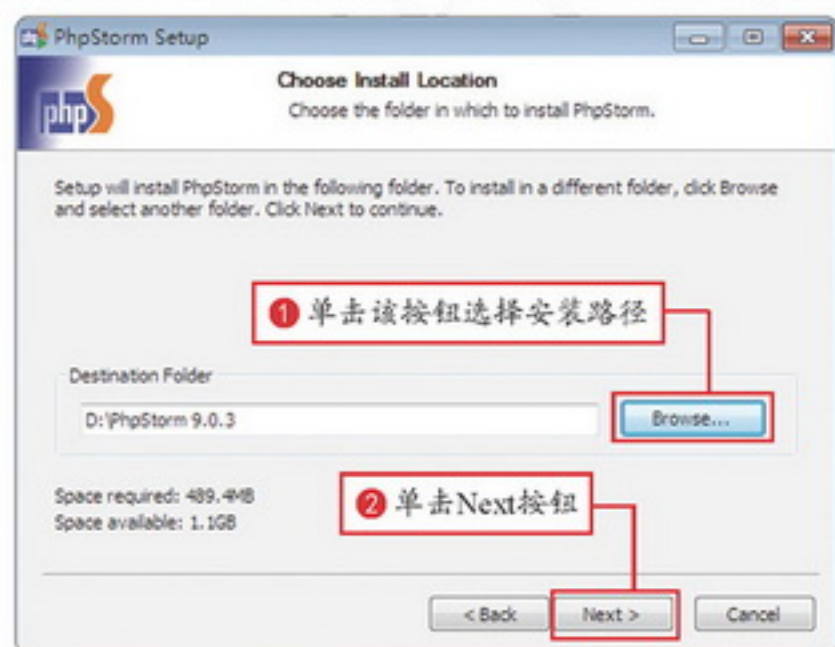 PhpStorm Setup
Choose Install Location
Choose the folder in which to install PhpStorm.
php
Setup will install PhpStorm in the following folder. To install in a different folder, click Browse
and select another folder. Click Next to continue.
1 单击该按钮选择安装路径
Destination Folder
D:\PhpStorm 9.0.3
Browse...
Space required: 489.4MB
2 单击Next按钮
Space available: 1.1GB
< Back
Next >
Cancel